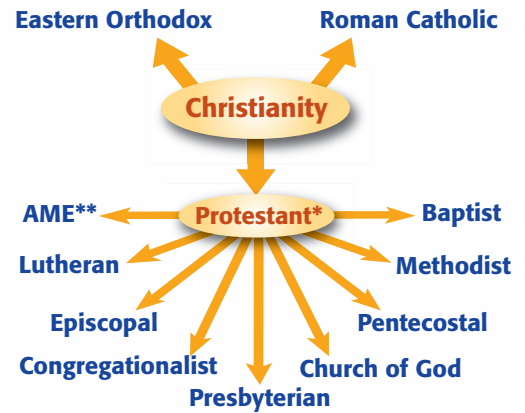 Eastern Orthodox
Roman Catholic
Christianity
AME**
Protestant*
Baptist
Lutheran
Methodist
Episcopal
Pentecostal
Congregationalist
Church of God
Presbyterian